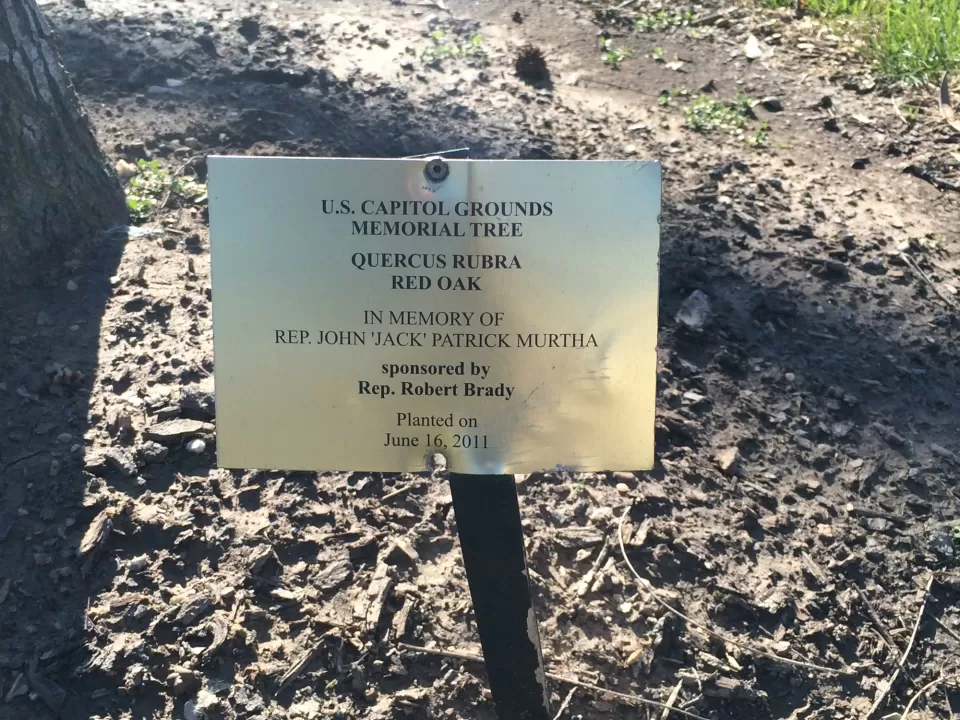 U.S. CAPITOL GROUNDS
MEMORIAL TREE
QUERCUS RUBRA
RED OAK
IN MEMORY OF
REP. JOHN 'JACK' PATRICK MURTHA
sponsored by
Rep. Robert Brady
Planted on
June 16, 2011